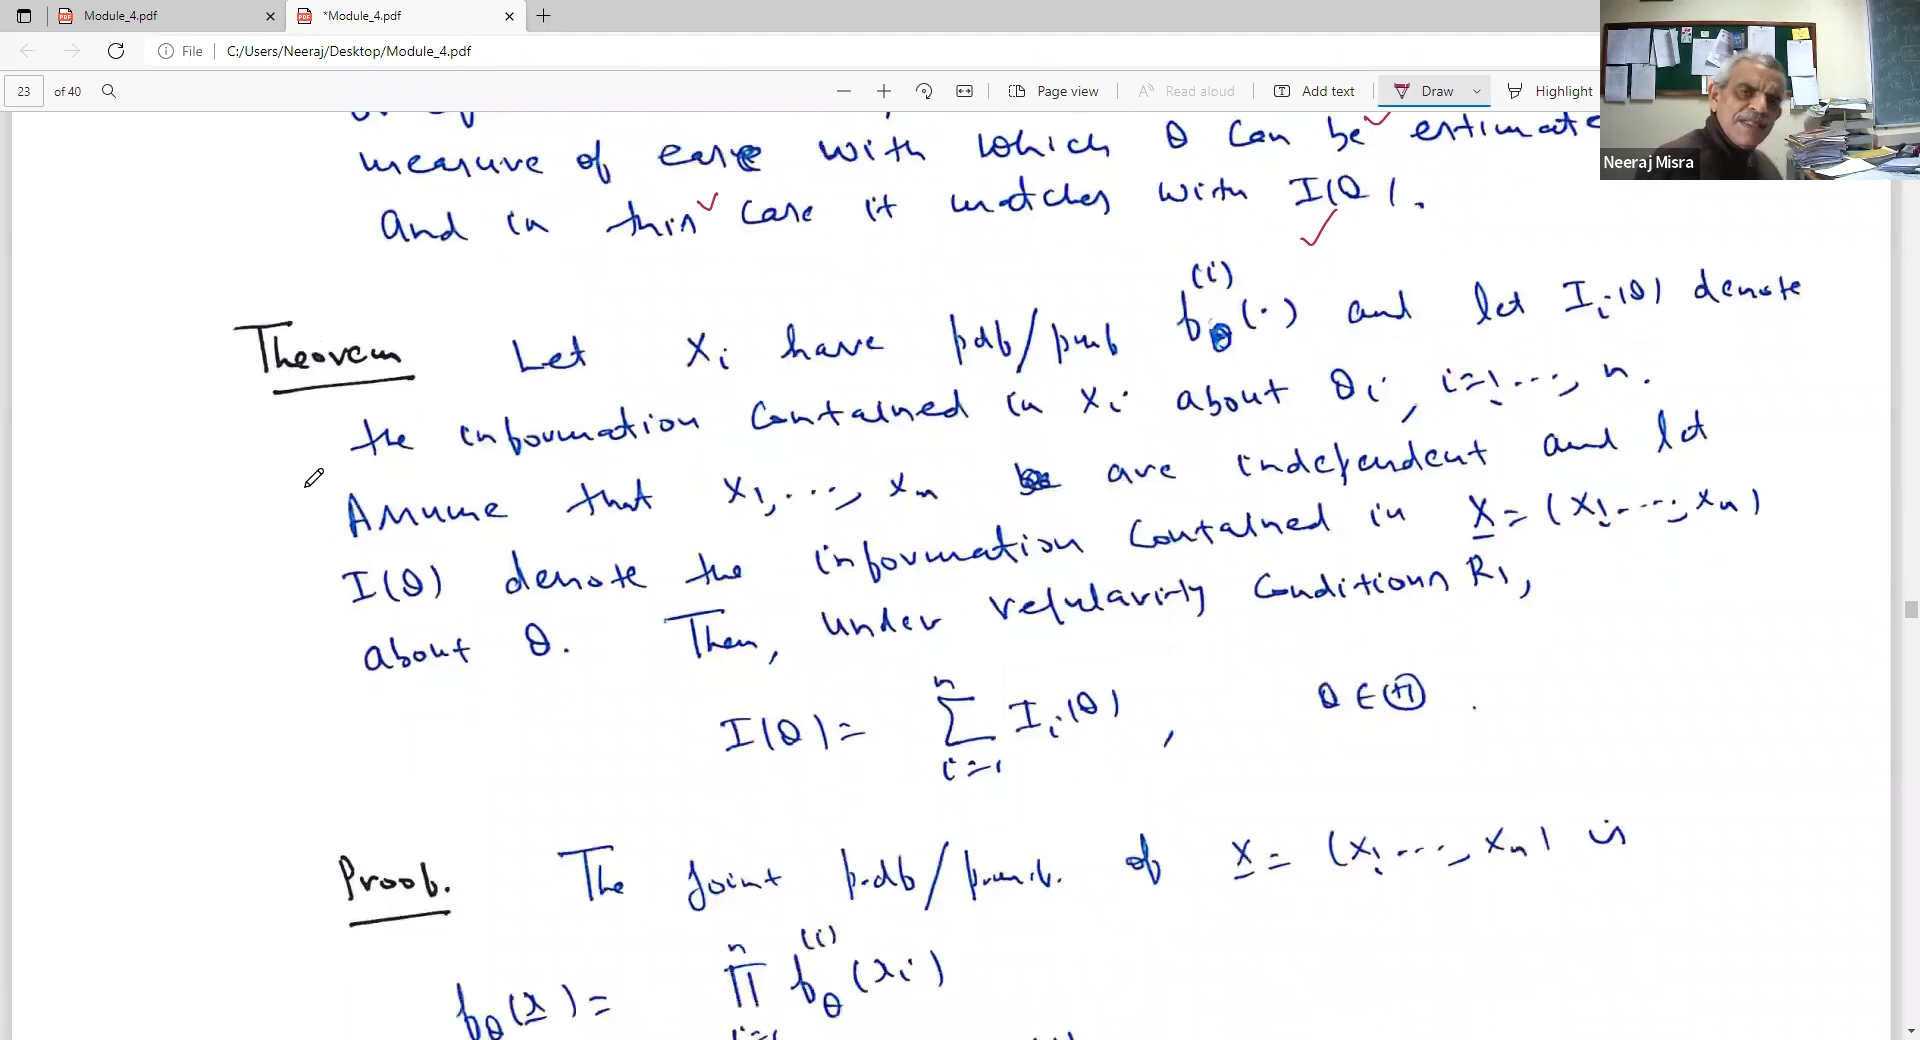 Module_4.pdf
*Module_4.pdf
File
C:/Users/Neeraj/Desktop/Module_4.pdf
23 of 40
Page view
Read aloud
Add text
Draw
Highlight
Neeraj Misra
measure of ease with which θ can be estimate
and in this case it matches with I(θ).
Theorem Let Xi have pdf/pmf fθ^(i)(·) and let Ii(θ) denote
the information contained in Xi about θi, i=1,...,n.
Assume that X1,...,Xn are independent and let
I(θ) denote the information contained in X=(X1,...,Xn)
about θ. Then, under regularity conditions R1,
I(θ) = Σ_{i=1}^{n} Ii(θ), θ∈Θ.
Proof. The joint p.d.f/p.m.f. of X=(X1,...,Xn) is
fθ(x) = Π_{i=1}^{n} fθ^(i)(xi)